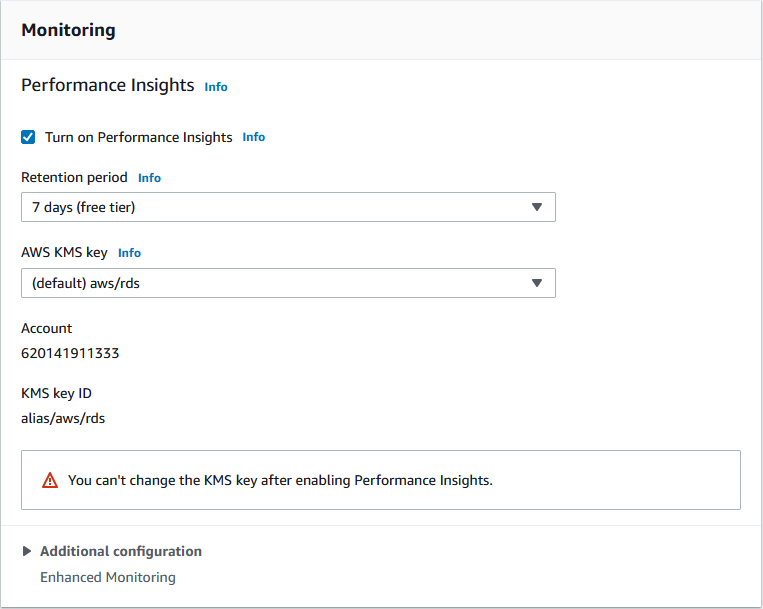 Monitoring
Performance Insights Info
Turn on Performance Insights Info
Retention period Info
7 days (free tier)
AWS KMS key Info
(default) aws/rds
Account
620141911333
KMS key ID
alias/aws/rds
You can't change the KMS key after enabling Performance Insights.
Additional configuration
Enhanced Monitoring